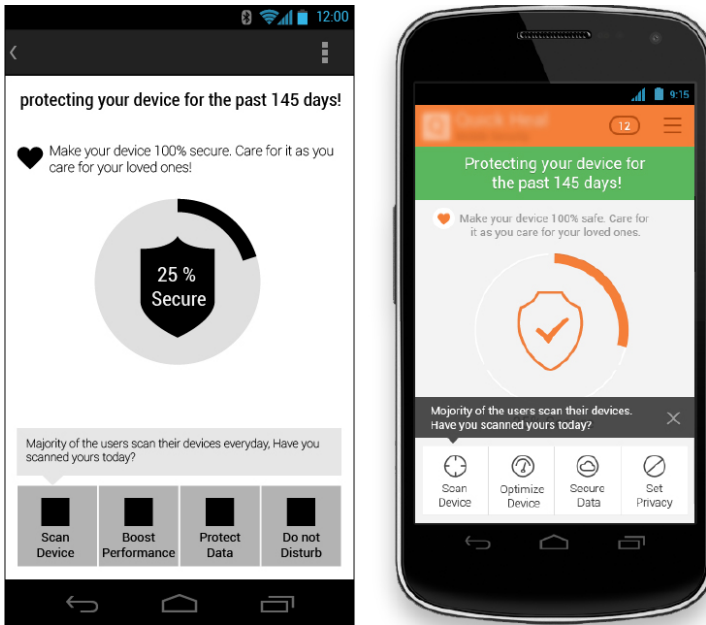 12:00
protecting your device for the past 145 days!
Make your device 100% secure. Care for it as you
care for your loved ones!
25 %
Secure
Majority of the users scan their devices everyday, Have you
scanned yours today?
Scan
Device
Boost
Performance
Protect
Data
Do not
Disturb
9:15
12
Protecting your device for
the past 145 days!
Make your device 100% safe. Care for
it as you care for your loved ones.
Mojority of the users scan their devices.
Have you scanned yours today?
Scan
Device
Optimize
Device
Secure
Data
Set
Privacy